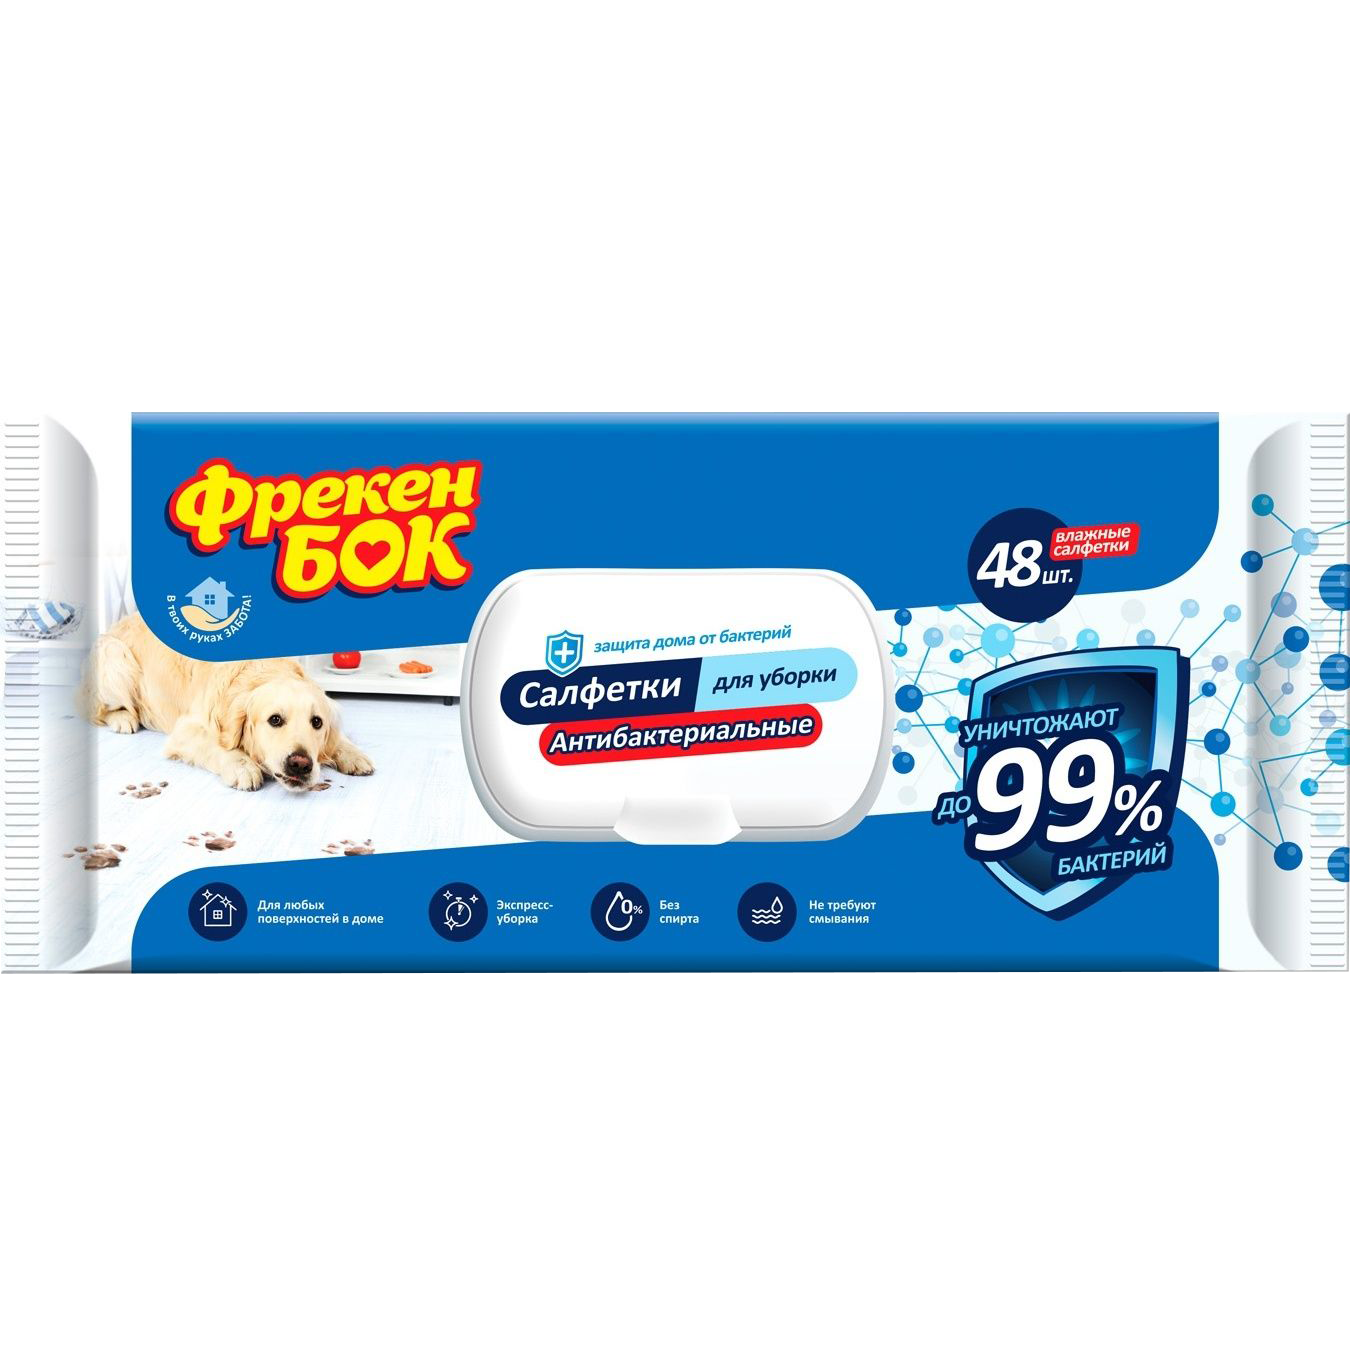 Фрекен
БОК
В твоих руках ЗАБОТА!
48 шт.
влажные
салфетки
защита дома от бактерий
Салфетки для уборки
Антибактериальные
УНИЧТОЖАЮТ
ДО 99%
БАКТЕРИЙ
Для любых
поверхностей в доме
Экспресс-
уборка
0%
Без
спирта
Не требуют
смывания